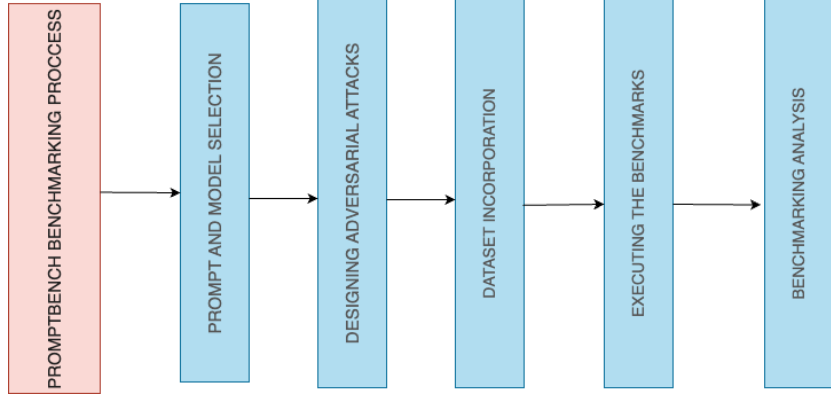 PROMPTBENCH BENCHMARKING PROCCESS
PROMPT AND MODEL SELECTION
DESIGNING ADVERSARIAL ATTACKS
DATASET INCORPORATION
EXECUTING THE BENCHMARKS
BENCHMARKING ANALYSIS